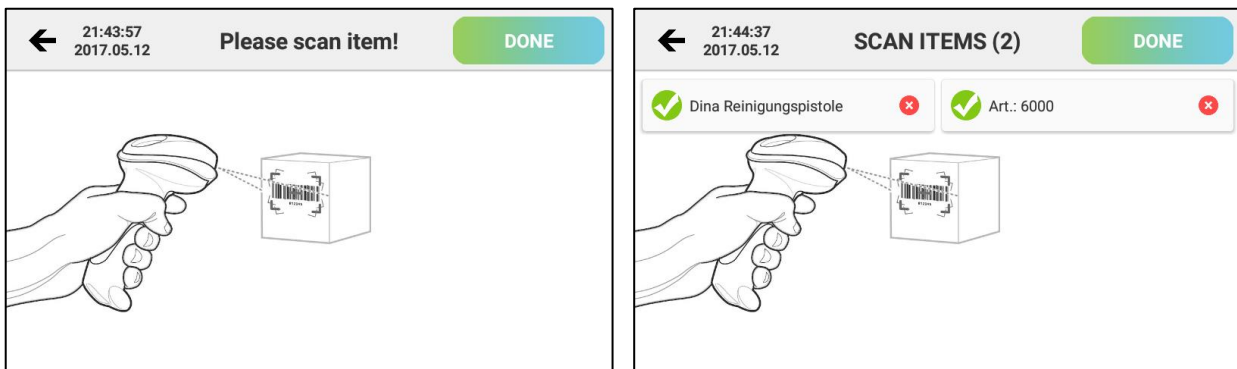 21:43:57
2017.05.12
Please scan item!
DONE
21:44:37
2017.05.12
SCAN ITEMS (2)
DONE
Dina Reinigungspistole
Art.: 6000